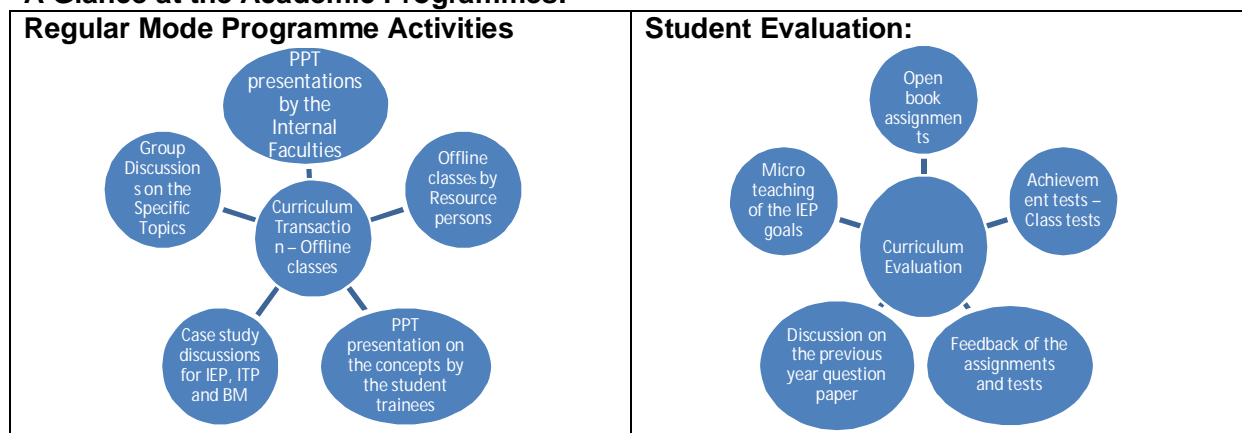 A Glance at the Academic Programmes:
Regular Mode Programme Activities
PPT
presentations
by the
Internal
Faculties
Offline
classes by
Resource
persons
PPT
presentation on
the concepts by
the student
trainees
Case study
discussions
for IEP, ITP
and BM
Group
Discussion
s on the
Specific
Topics
Curriculum
Transactio
n – Offline
classes
Student Evaluation:
Open
book
assignmen
ts
Achievem
ent tests –
Class tests
Feedback of the
assignments
and tests
Discussion on
the previous
year question
paper
Micro
teaching
of the IEP
goals
Curriculum
Evaluation